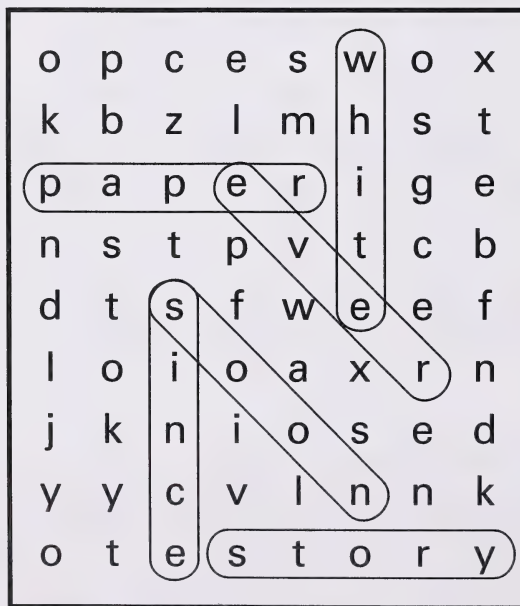 o p c e s w o x
k b z l m h s t
p a p e r i g e
n s t p v t c b
d t s f w e e f
l o i o a x r n
j k n i o s e d
y y c v l n n k
o t e s t o r y